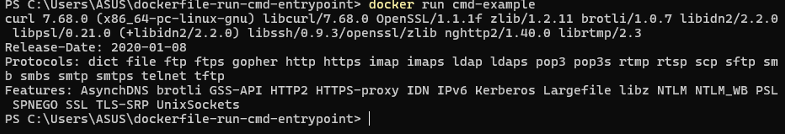 PS C:\Users\ASUS\dockerfile-run-cmd-entrypoint> docker run cmd-example
curl 7.68.0 (x86_64-pc-linux-gnu) libcurl/7.68.0 OpenSSL/1.1.1f zlib/1.2.11 brotli/1.0.7 libidn2/2.2.0
libpsl/0.21.0 (+libidn2/2.2.0) libssh/0.9.3/openssl/zlib nghttp2/1.40.0 librtmp/2.3
Release-Date: 2020-01-08
Protocols: dict file ftp ftps gopher http https imap imaps ldap ldaps pop3 pop3s rtmp rtsp scp sftp sm
b smbs smtp smtps telnet tftp
Features: AsynchDNS brotli GSS-API HTTP2 HTTPS-proxy IDN IPv6 Kerberos Largefile libz NTLM NTLM_WB PSL
SPNEGO SSL TLS-SRP UnixSockets
PS C:\Users\ASUS\dockerfile-run-cmd-entrypoint>